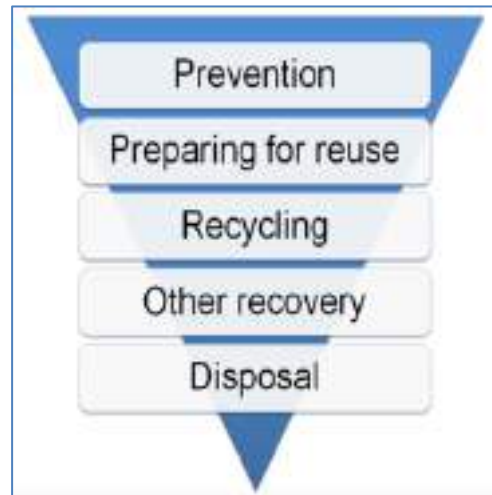 Prevention
Preparing for reuse
Recycling
Other recovery
Disposal